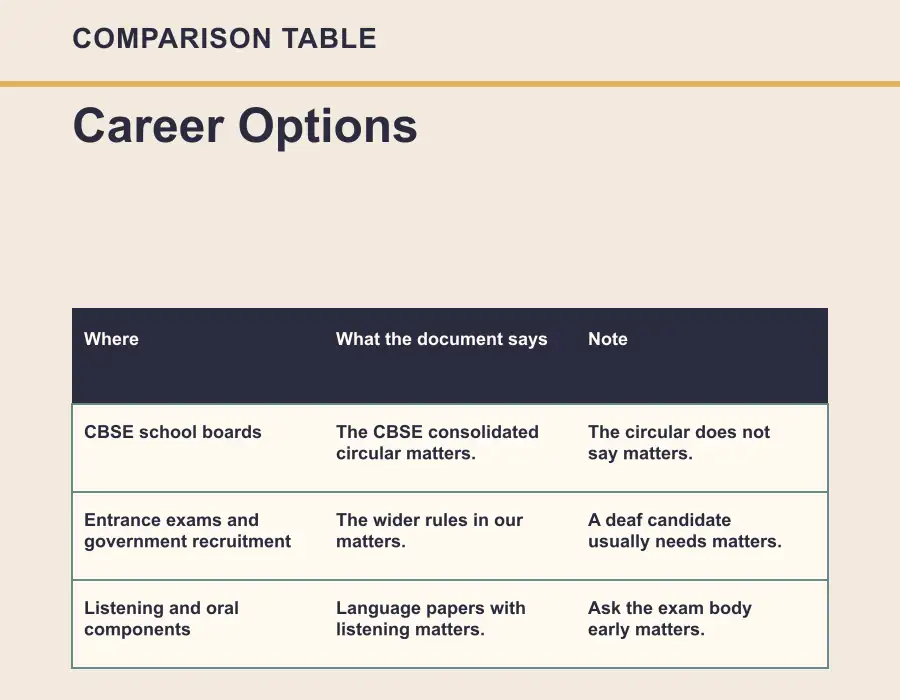 COMPARISON TABLE
Career Options
Where
What the document says
Note
CBSE school boards
The CBSE consolidated
circular matters.
The circular does not
say matters.
Entrance exams and
government recruitment
The wider rules in our
matters.
A deaf candidate
usually needs matters.
Listening and oral
components
Language papers with
listening matters.
Ask the exam body
early matters.